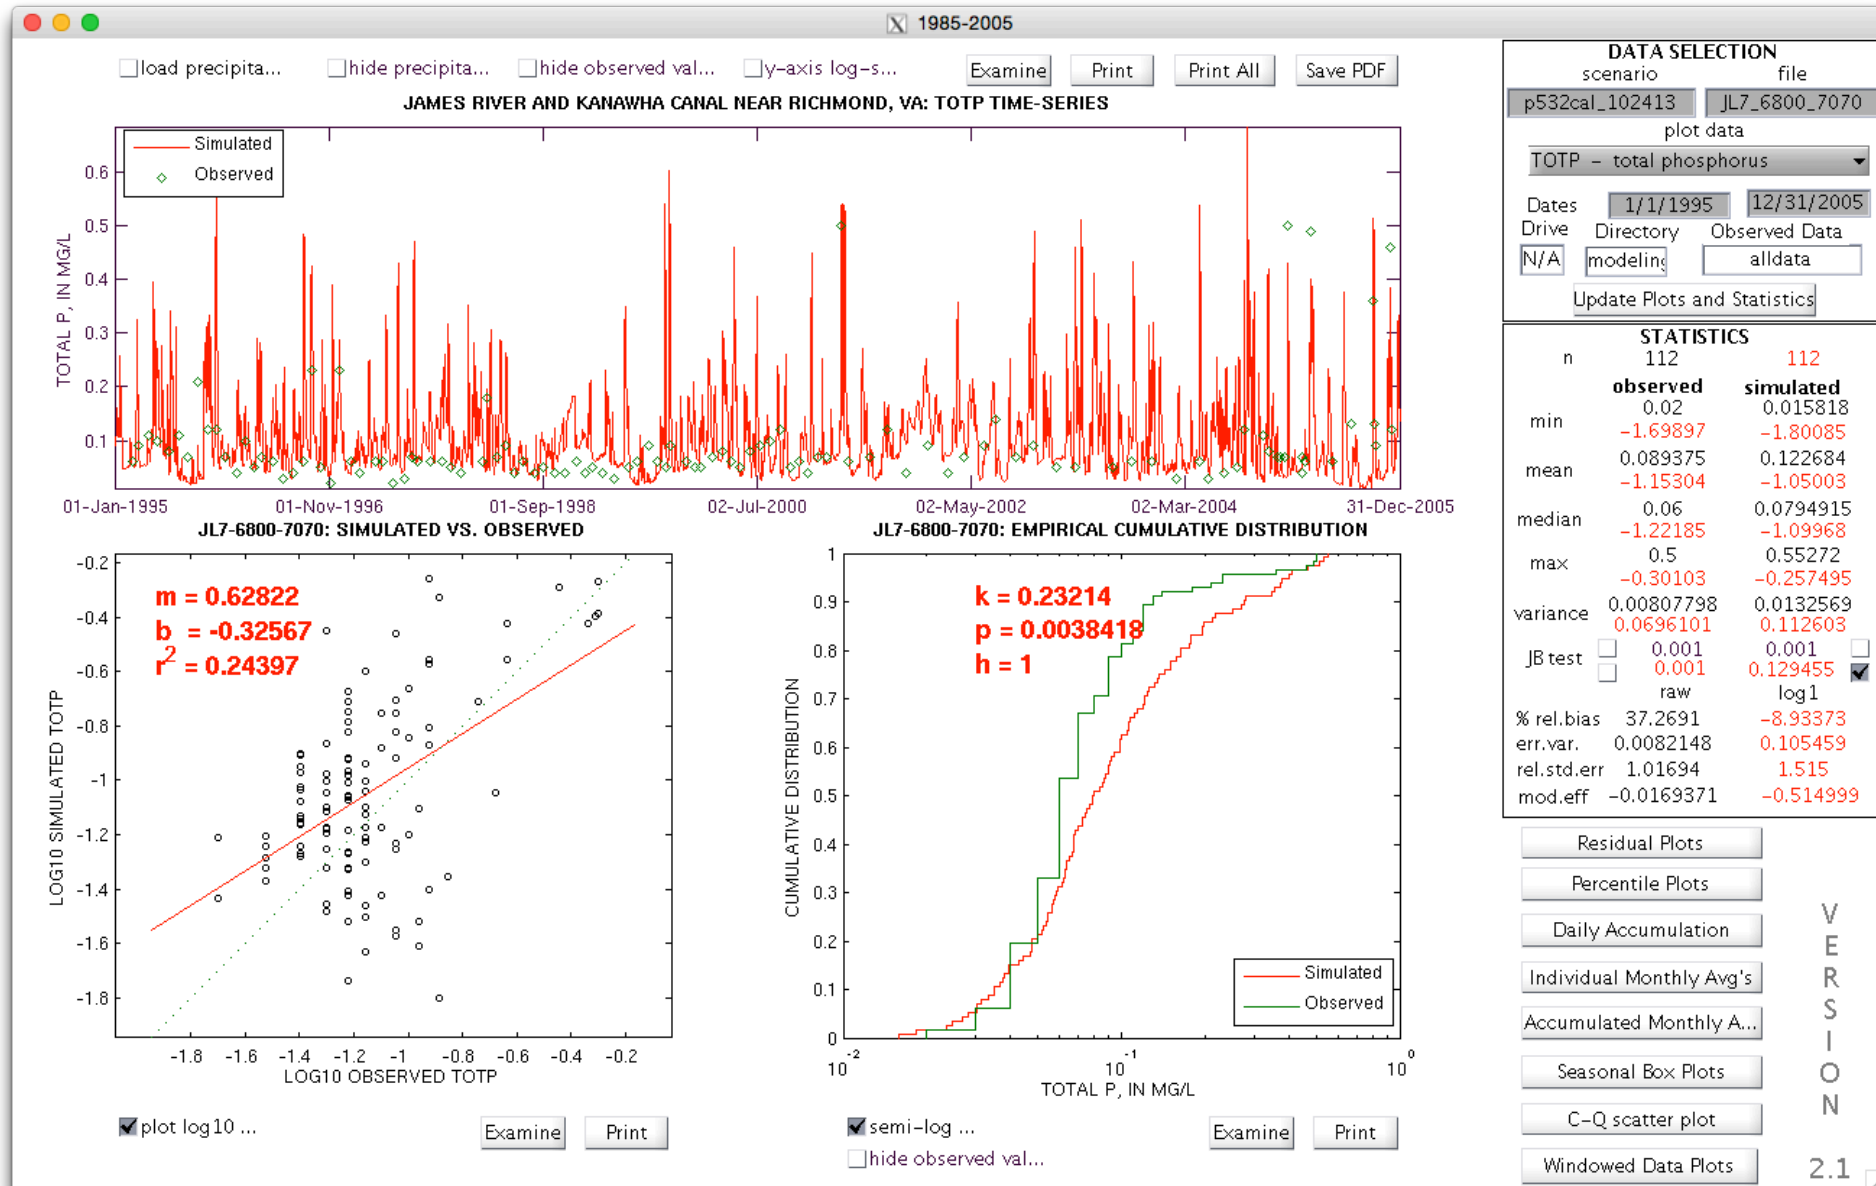 1985-2005
load precipita...
hide precipita...
hide observed val...
y-axis log-s...
Examine
Print
Print All
Save PDF
JAMES RIVER AND KANAWHA CANAL NEAR RICHMOND, VA: TOTP TIME-SERIES
Simulated
Observed
TOTAL P, IN MG/L
0.6
0.5
0.4
0.3
0.2
0.1
01-Jan-1995
01-Nov-1996
01-Sep-1998
02-Jul-2000
02-May-2002
02-Mar-2004
31-Dec-2005
JL7-6800-7070: SIMULATED VS. OBSERVED
m = 0.62822
b = -0.32567
r2 = 0.24397
LOG10 SIMULATED TOTP
-0.2
-0.4
-0.6
-0.8
-1
-1.2
-1.4
-1.6
-1.8
-1.8 -1.6 -1.4 -1.2 -1 -0.8 -0.6 -0.4 -0.2
LOG10 OBSERVED TOTP
plot log10 ...
Examine
Print
JL7-6800-7070: EMPIRICAL CUMULATIVE DISTRIBUTION
k = 0.23214
p = 0.0038418
h = 1
CUMULATIVE DISTRIBUTION
1
0.9
0.8
0.7
0.6
0.5
0.4
0.3
0.2
0.1
0
Simulated
Observed
10-2
10-1
100
TOTAL P, IN MG/L
semi-log ...
hide observed val...
Examine
Print
DATA SELECTION
scenario file
p532cal_102413 JL7_6800_7070
plot data
TOTP - total phosphorus
Dates 1/1/1995 12/31/2005
Drive Directory Observed Data
N/A modeling alldata
Update Plots and Statistics
STATISTICS
n 112 112
observed simulated
min 0.02 0.015818
-1.69897 -1.80085
mean 0.089375 0.122684
-1.15304 -1.05003
median 0.06 0.0794915
-1.22185 -1.09968
max 0.5 0.55272
-0.30103 -0.257495
variance 0.00807798 0.0132569
0.0696101 0.112603
JB test 0.001 0.001
0.001 0.129455
raw log1
% rel.bias 37.2691 -8.93373
err.var. 0.0082148 0.105459
rel.std.err 1.01694 1.515
mod.eff -0.0169371 -0.514999
Residual Plots
Percentile Plots
Daily Accumulation
Individual Monthly Avg's
Accumulated Monthly A...
Seasonal Box Plots
C-Q scatter plot
Windowed Data Plots
VERSION
2.1